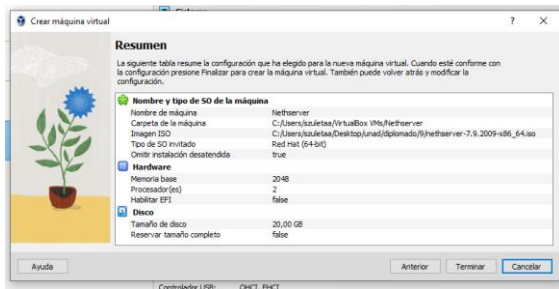 Sistema
Crear máquina virtual
Resumen
La siguiente tabla resume la configuración que ha elegido para la nueva máquina virtual. Cuando esté conforme con
la configuración presione Finalizar para crear la máquina virtual. También puede volver atrás y modificar la
configuración.
Nombre y tipo de SO de la máquina
Nombre de máquina Nethserver
Carpeta de la máquina C:/Users/szuletaa/VirtualBox VMs/Nethserver
Imagen ISO C:/Users/szuletaa/Desktop/unad/diplomado/9/nethserver-7.9.2009-x86_64.iso
Tipo de SO invitado Red Hat (64-bit)
Omitir instalación desatendida true
Hardware
Memoria base 2048
Procesador(es) 2
Habilitar EFI false
Disco
Tamaño de disco 20,00 GB
Reservar tamaño completo false
Ayuda Anterior Terminar Cancelar
Controlador USB: OHCI, EHCI